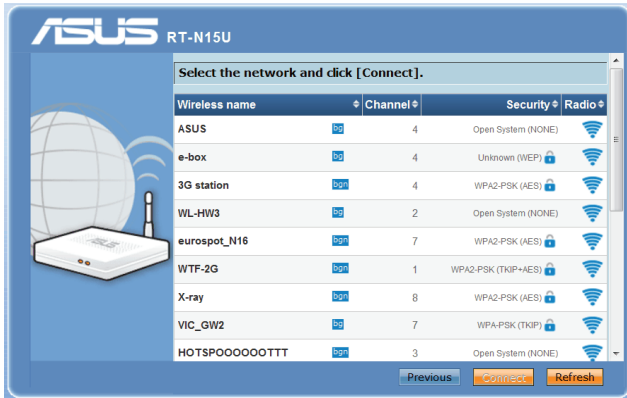 ASUS RT-N15U
Select the network and click [Connect].
Wireless name Channel Security Radio
ASUS bg 4 Open System (NONE)
e-box bg 4 Unknown (WEP)
3G station bgn 4 WPA2-PSK (AES)
WL-HW3 bg 2 Open System (NONE)
eurospot_N16 bgn 7 WPA2-PSK (AES)
WTF-2G bgn 1 WPA2-PSK (TKIP+AES)
X-ray bgn 8 WPA2-PSK (AES)
VIC_GW2 bg 7 WPA-PSK (TKIP)
HOTSPOOOOOOTTT bgn 3 Open System (NONE)
ASUS
Previous Connect Refresh